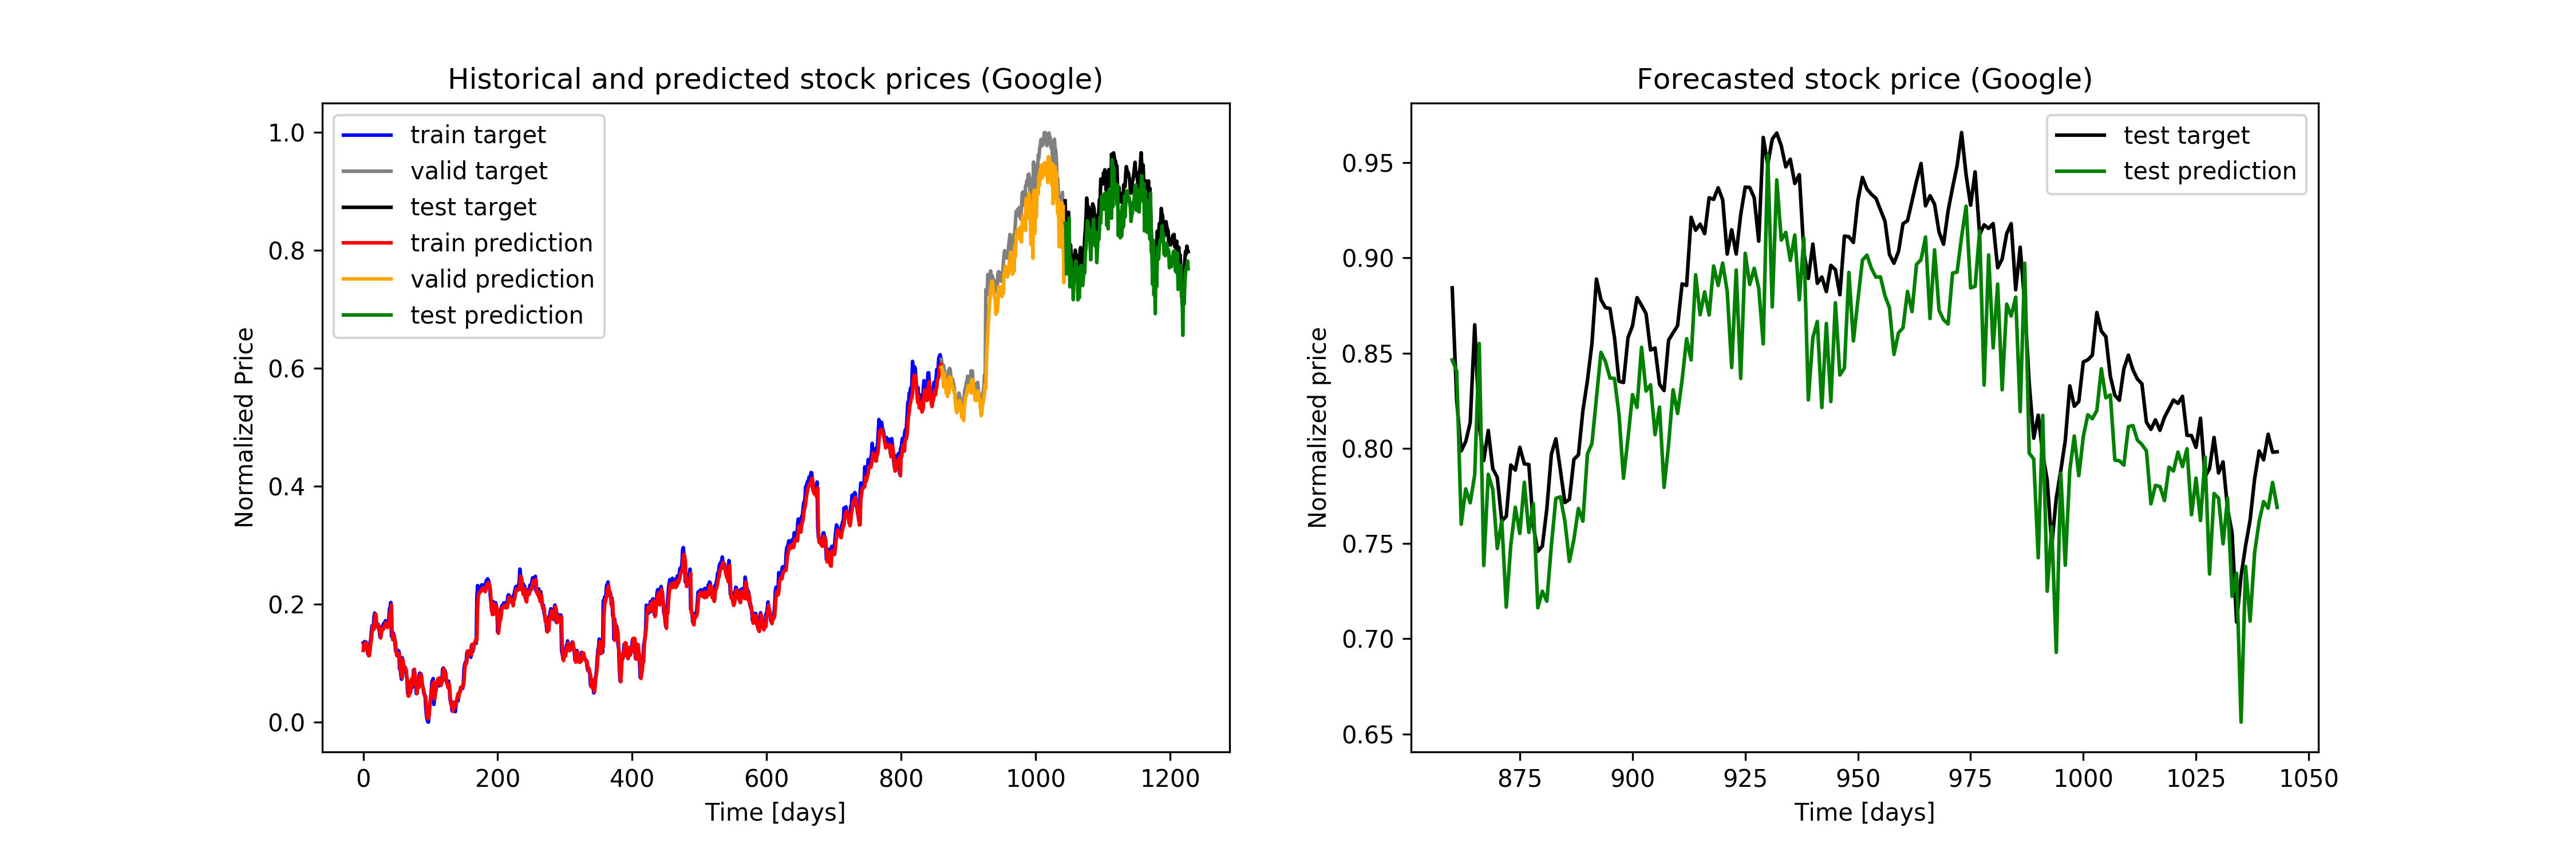 Historical and predicted stock prices (Google)
train target
valid target
test target
train prediction
valid prediction
test prediction
1.0
0.8
0.6
0.4
0.2
0.0
Normalized Price
0 200 400 600 800 1000 1200
Time [days]
Forecasted stock price (Google)
test target
test prediction
0.95
0.90
0.85
0.80
0.75
0.70
0.65
Normalized price
875 900 925 950 975 1000 1025 1050
Time [days]